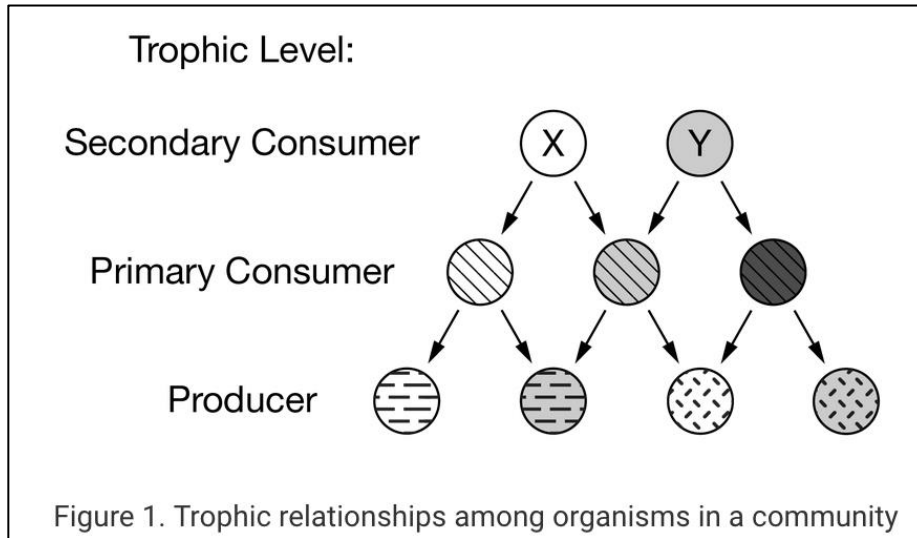 Trophic Level:
Secondary Consumer
X
Y
Primary Consumer
Producer
Figure 1. Trophic relationships among organisms in a community